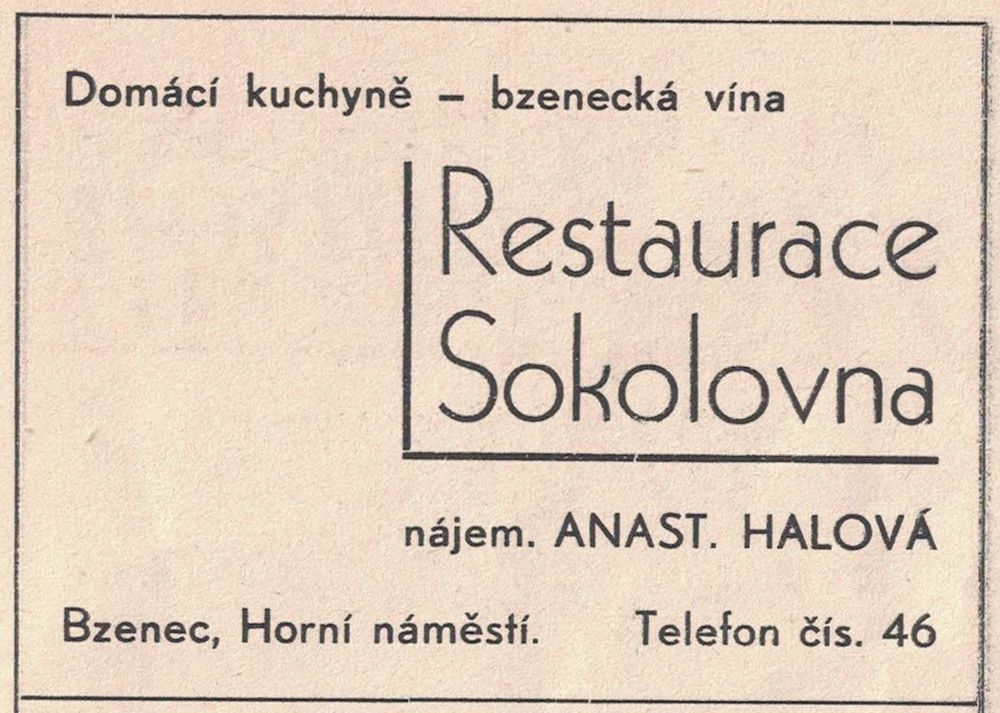 Domácí kuchyně – bzenecká vína
Restaurace
Sokolovna
nájem. ANAST. HALOVÁ
Bzenec, Horní náměstí. Telefon čís. 46